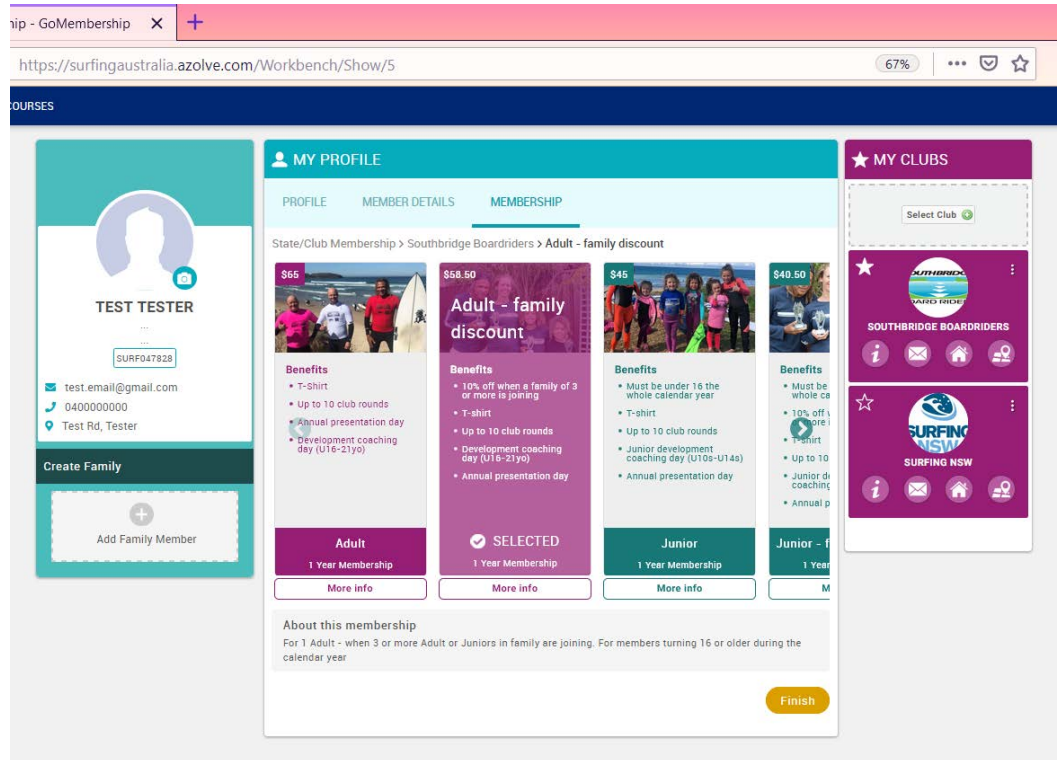 hip - GoMembership
https://surfingaustralia.azolve.com/Workbench/Show/5
67%
COURSES
TEST TESTER
...
...
SURF047828
test.email@gmail.com
0400000000
Test Rd, Tester
Create Family
Add Family Member
MY PROFILE
PROFILE MEMBER DETAILS MEMBERSHIP
State/Club Membership > Southbridge Boardriders > Adult - family discount
$65
Benefits
• T-Shirt
• Up to 10 club rounds
• Annual presentation day
• Development coaching
day (U16-21yo)
Adult
1 Year Membership
More info
$58.50
Adult - family
discount
Benefits
• 10% off when a family of 3
or more is joining
• T-shirt
• Up to 10 club rounds
• Development coaching
day (U16-21yo)
• Annual presentation day
SELECTED
1 Year Membership
More info
$45
Benefits
• Must be under 16 the
whole calendar year
• T-shirt
• Up to 10 club rounds
• Junior development
coaching day (U10s-U14s)
• Annual presentation day
Junior
1 Year Membership
More info
$40.50
Benefits
• Must be
whole ca
• 10% off
• T-shirt
• Up to 10
• Junior de
coaching
• Annual p
Junior - f
1 Year
M
About this membership
For 1 Adult - when 3 or more Adult or Juniors in family are joining. For members turning 16 or older during the
calendar year
Finish
MY CLUBS
Select Club
SOUTHBRIDGE BOARDRIDERS
SURFING
NSW
SURFING NSW